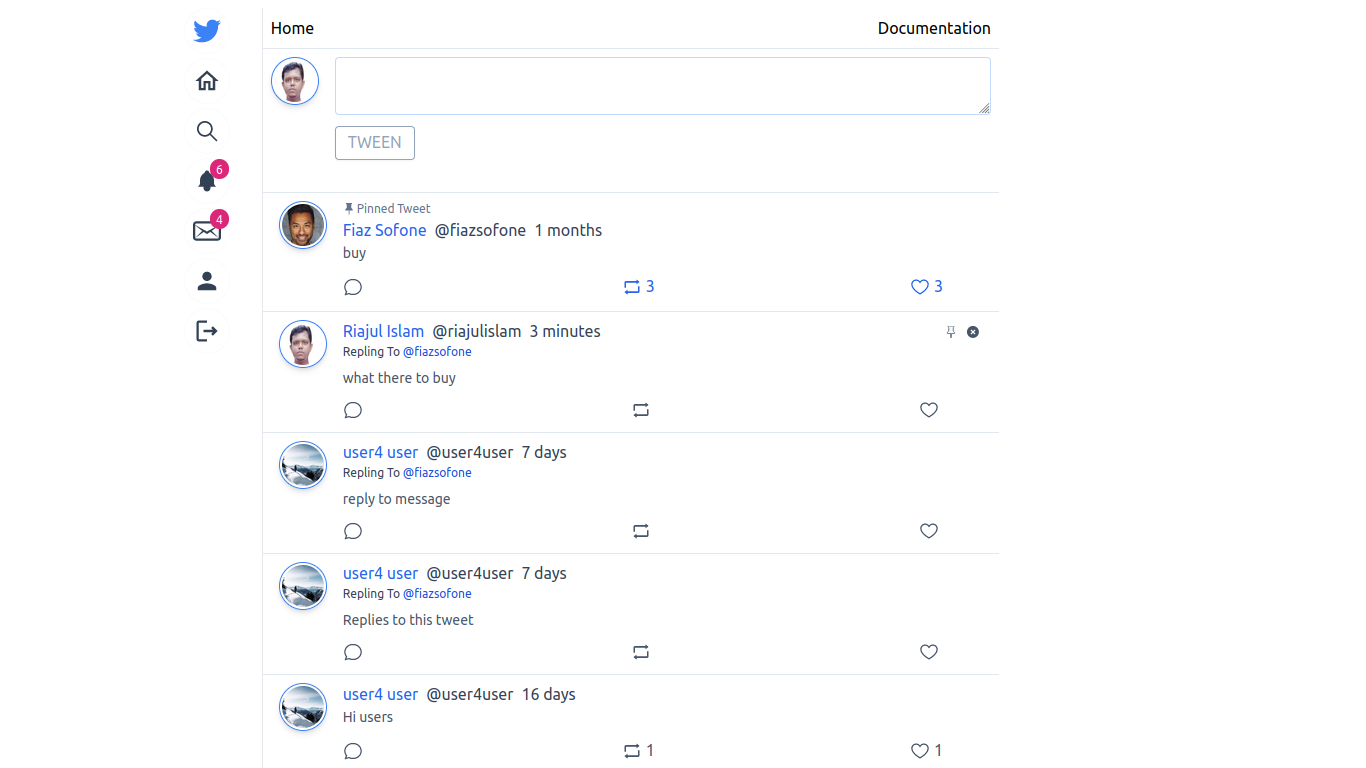 Home Documentation
TWEEN
6
4
Pinned Tweet
Fiaz Sofone @fiazsofone 1 months
buy
3 3
Riajul Islam @riajulislam 3 minutes
Repling To @fiazsofone
what there to buy
user4 user @user4user 7 days
Repling To @fiazsofone
reply to message
user4 user @user4user 7 days
Repling To @fiazsofone
Replies to this tweet
user4 user @user4user 16 days
Hi users
1 1